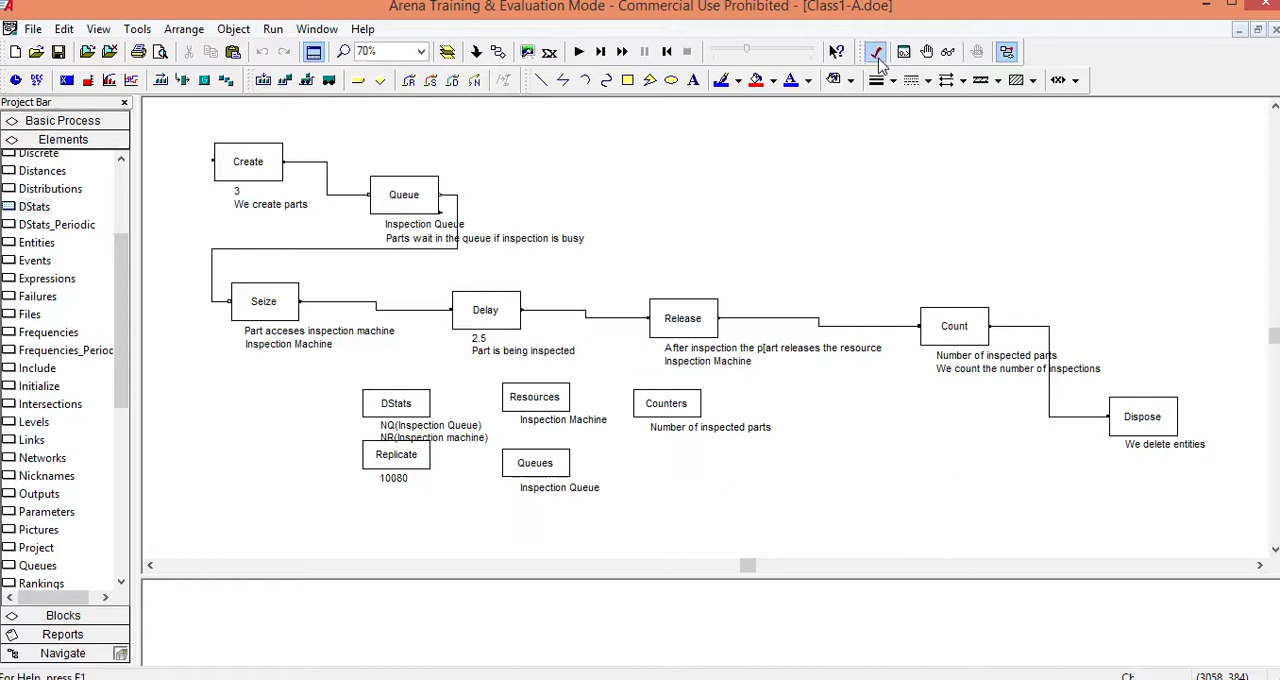 Arena Training & Evaluation Mode - Commercial Use Prohibited - [Class1-A.doe]
File Edit View Tools Arrange Object Run Window Help
70%
Project Bar
Basic Process
Elements
Discrete
Distances
Distributions
DStats
DStats_Periodic
Entities
Events
Expressions
Failures
Files
Frequencies
Frequencies_Perioc
Include
Initialize
Intersections
Levels
Links
Networks
Nicknames
Outputs
Parameters
Pictures
Project
Queues
Rankings
Blocks
Reports
Navigate
Create
3
We create parts
Queue
Inspection Queue
Parts wait in the queue if inspection is busy
Seize
Part acceses inspection machine
Inspection Machine
Delay
2.5
Part is being inspected
Release
After inspection the p[art releases the resource
Inspection Machine
Count
Number of inspected parts
We count the number of inspections
Dispose
We delete entities
DStats
NQ(Inspection Queue)
NR(Inspection machine)
Replicate
10080
Resources
Inspection Machine
Queues
Inspection Queue
Counters
Number of inspected parts
For Help, press F1
(3058, 384)